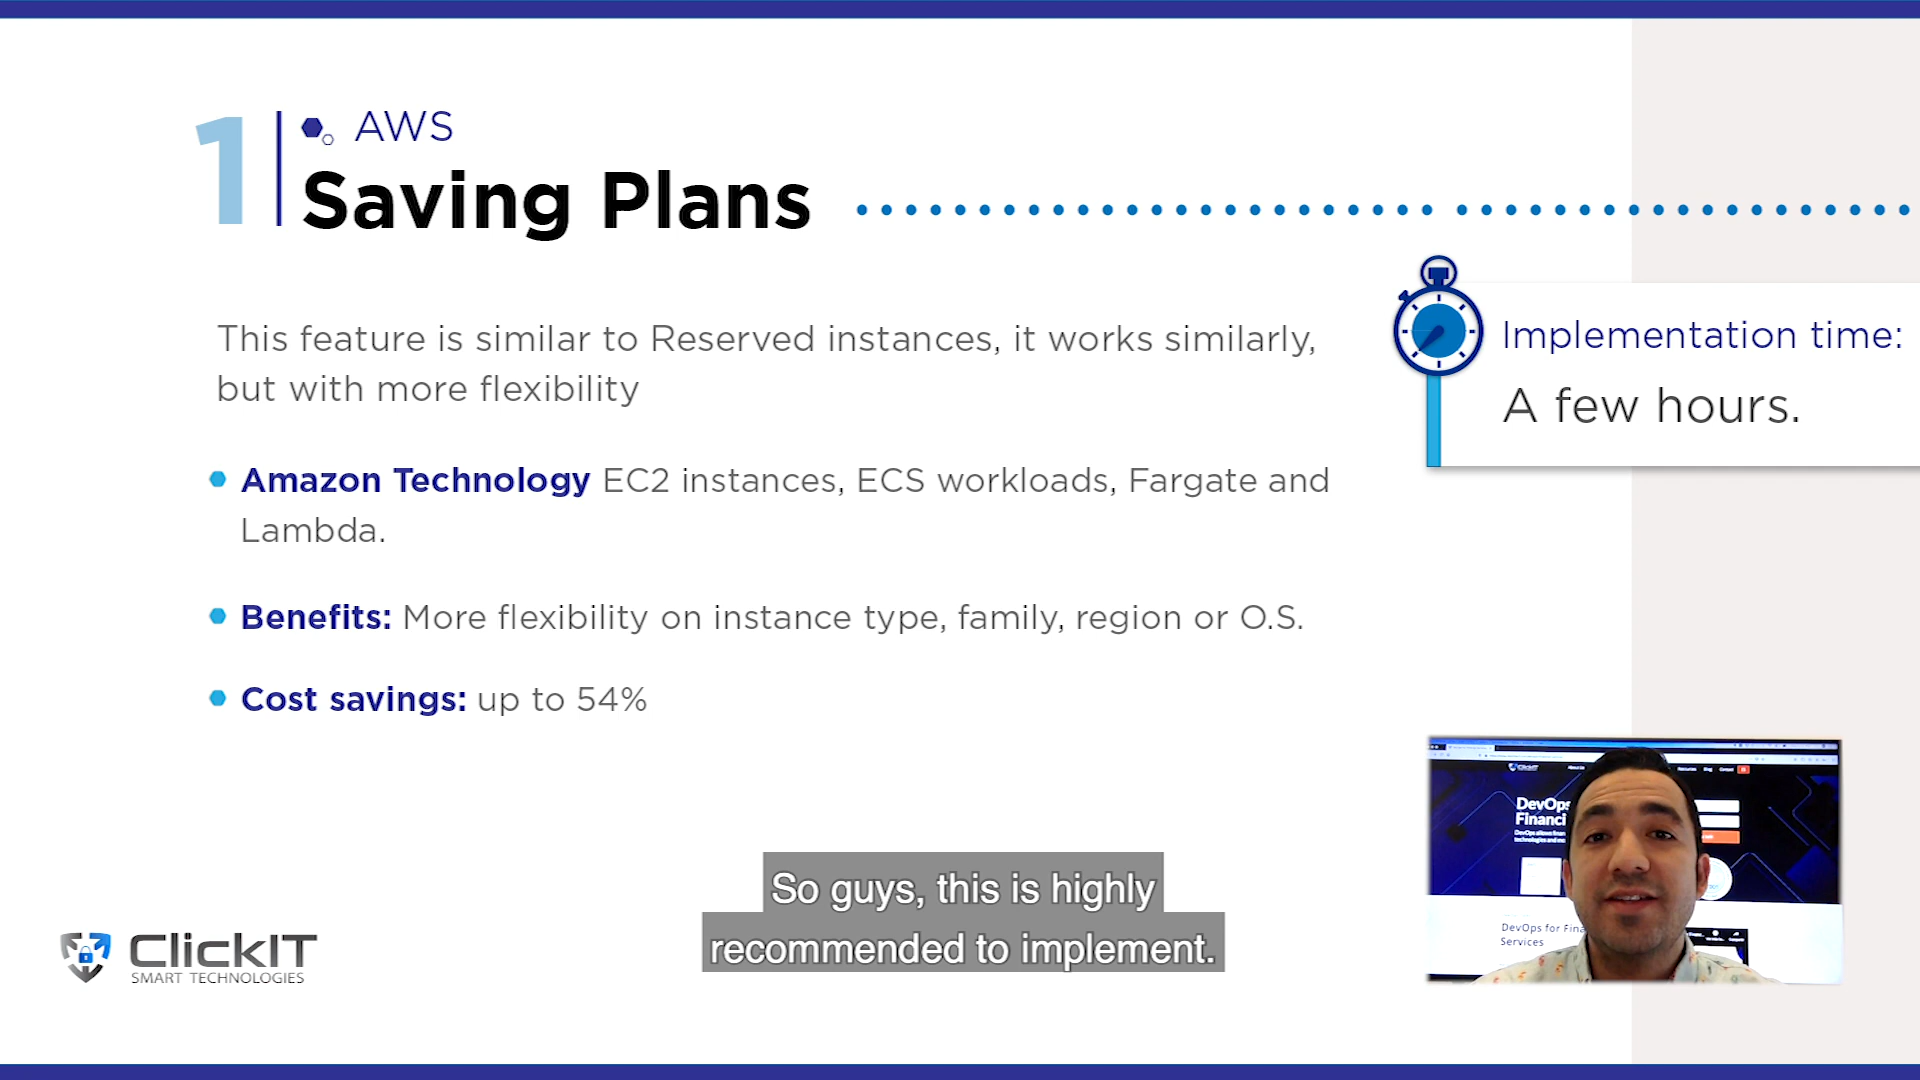 1
AWS
Saving Plans
This feature is similar to Reserved instances, it works similarly,
but with more flexibility
Implementation time:
A few hours.
Amazon Technology EC2 instances, ECS workloads, Fargate and
Lambda.
Benefits: More flexibility on instance type, family, region or O.S.
Cost savings: up to 54%
ClickIT
DevOps
Financi
DevOps for Fina
Services
So guys, this is highly
recommended to implement.
ClickIT
SMART TECHNOLOGIES